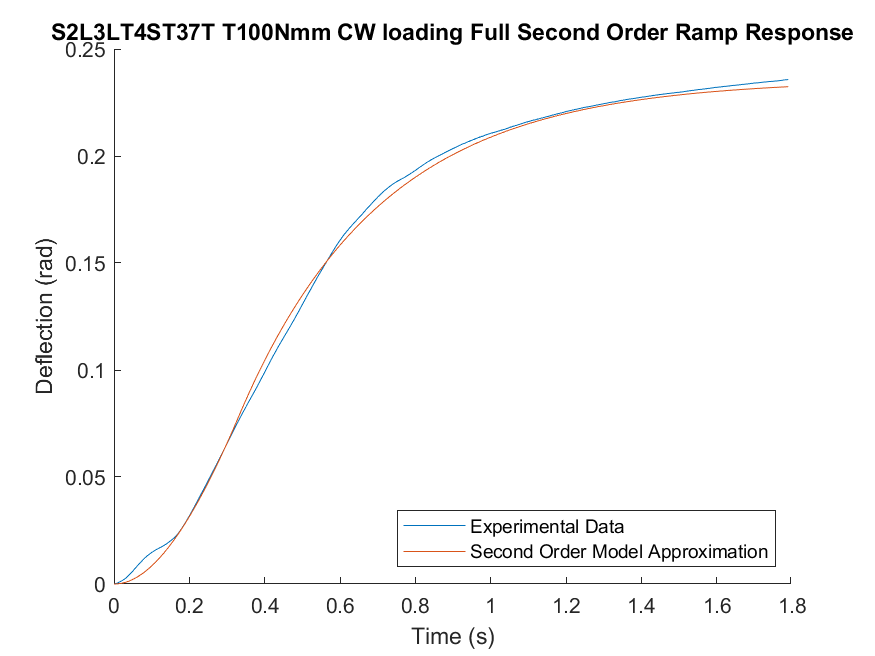 S2L3LT4ST37T T100Nmm CW loading Full Second Order Ramp Response
0.25
0.2
0.15
0.1
0.05
0
Deflection (rad)
Experimental Data
Second Order Model Approximation
0 0.2 0.4 0.6 0.8 1 1.2 1.4 1.6 1.8
Time (s)